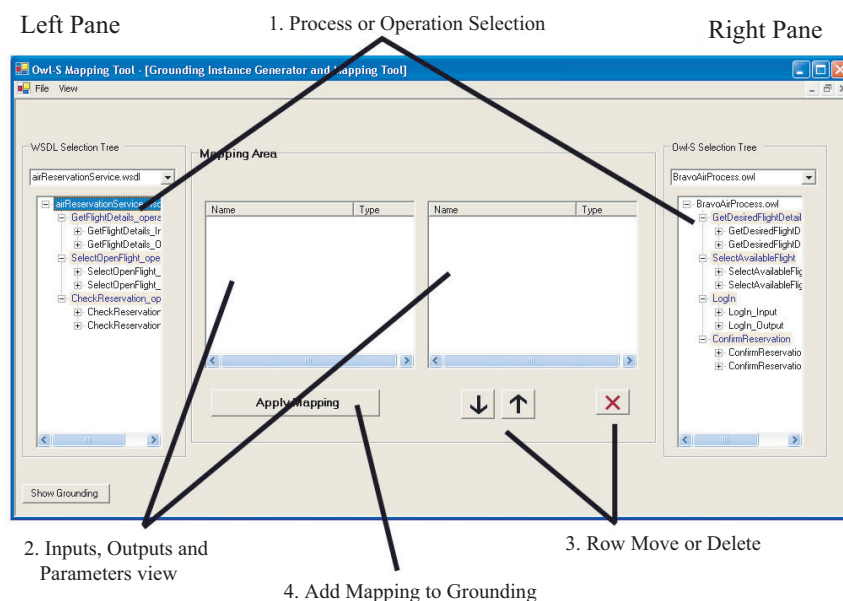 Left Pane
1. Process or Operation Selection
Right Pane
Owl-S Mapping Tool - [Grounding Instance Generator and Mapping Tool]
File View
WSDL Selection Tree
Mapping Area
Owl-S Selection Tree
airReservationService.wsdl
BravoAirProcess.owl
airReservationService.wsd
GetFlightDetails_opera
GetFlightDetails_Ir
GetFlightDetails_O
SelectOpenFlight_ope
SelectOpenFlight_
SelectOpenFlight_
CheckReservation_op
CheckReservation
CheckReservation
Name Type
Name Type
BravoAirProcess.owl
GetDesiredFlightDetail
GetDesiredFlightD
GetDesiredFlightD
SelectAvailableFlight
SelectAvailableFlig
SelectAvailableFlig
LogIn
LogIn_Input
LogIn_Output
ConfirmReservation
ConfirmReservatio
ConfirmReservatio
Apply Mapping
Show Grounding
2. Inputs, Outputs and
Parameters view
3. Row Move or Delete
4. Add Mapping to Grounding